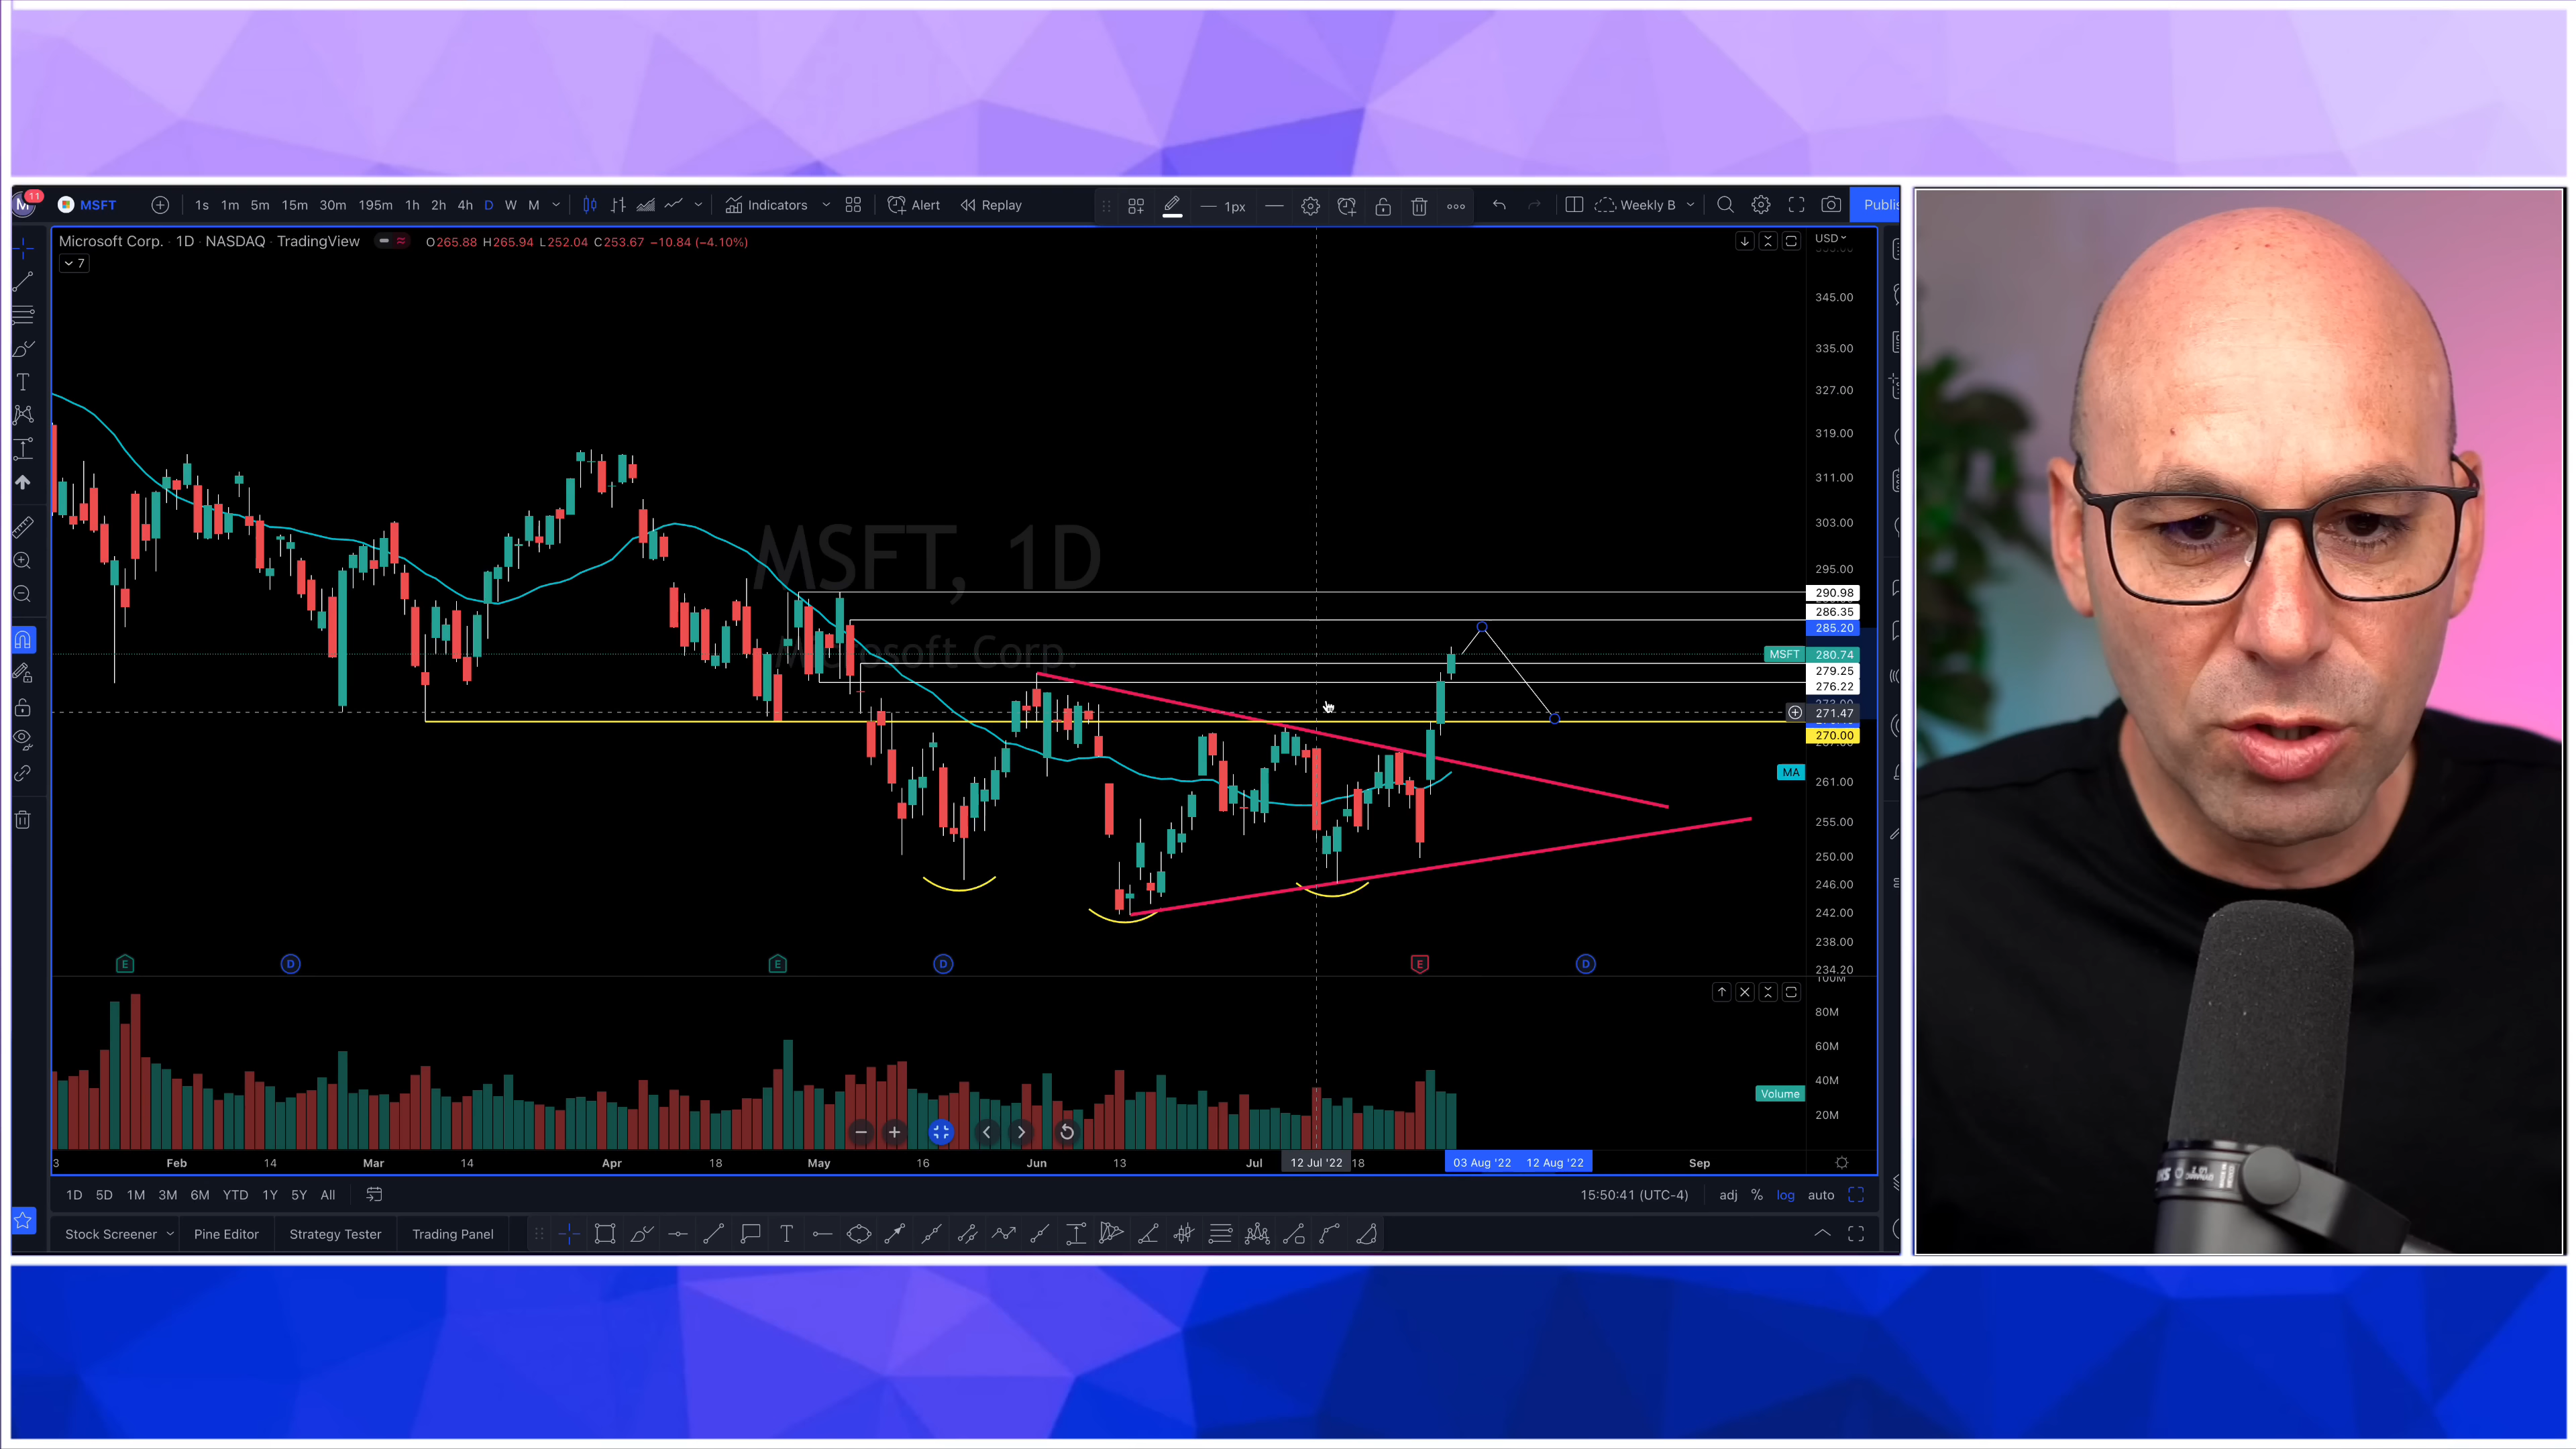 11
M MSFT 1s 1m 5m 15m 30m 195m 1h 2h 4h D W M Indicators Alert Replay 1px Weekly B Publis
Microsoft Corp. · 1D · NASDAQ · TradingView O265.88 H265.94 L252.04 C253.67 −10.84 (−4.10%) USD
7
345.00
335.00
327.00
319.00
311.00
303.00
MSFT, 1D
295.00
290.98
286.35
285.20
Microsoft Corp.
MSFT 280.74
279.25
276.22
271.47
270.00
MA
261.00
255.00
250.00
246.00
242.00
238.00
E D E D E D
234.20
100M
80M
60M
40M
Volume
20M
3 Feb 14 Mar 14 Apr 18 May 16 Jun 13 Jul 12 Jul '22 18 03 Aug '22 12 Aug '22 Sep
1D 5D 1M 3M 6M YTD 1Y 5Y All 15:50:41 (UTC-4) adj % log auto
Stock Screener Pine Editor Strategy Tester Trading Panel T